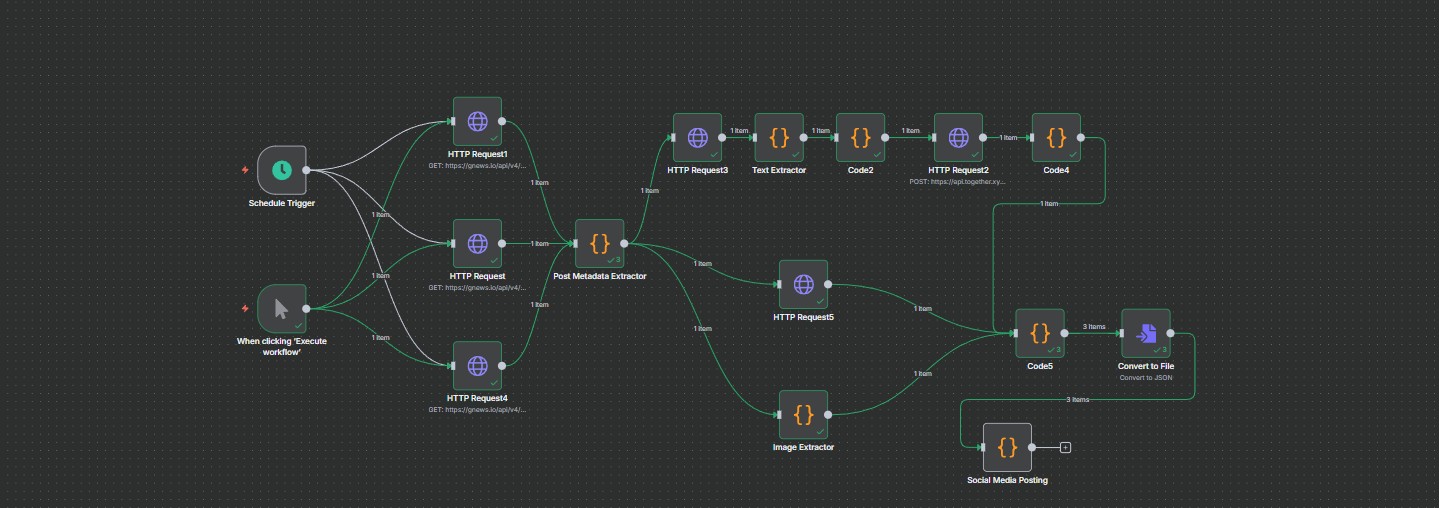 HTTP Request1
GET: https://gnews.io/api/v4/...
1 item
Schedule Trigger
1 item
HTTP Request
GET: https://gnews.io/api/v4/...
1 item
1 item
When clicking 'Execute
workflow'
1 item
HTTP Request4
GET: https://gnews.io/api/v4/...
1 item
3
Post Metadata Extractor
1 item
HTTP Request3
1 item
Text Extractor
1 item
Code2
1 item
HTTP Request2
POST: https://api.together.xy...
1 item
Code4
1 item
1 item
HTTP Request5
1 item
1 item
Image Extractor
1 item
3
Code5
3 items
3
Convert to File
Convert to JSON
3 items
Social Media Posting